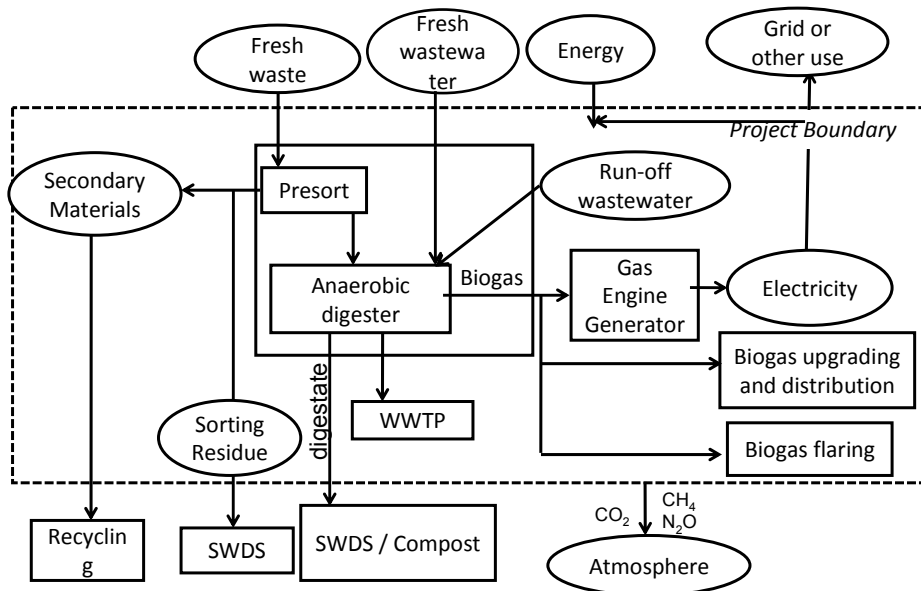 Fresh
waste
Fresh
wastewa
ter
Energy
Grid or
other use
Project Boundary
Secondary
Materials
Presort
Run-off
wastewater
Anaerobic
digester
Biogas
Gas
Engine
Generator
Electricity
Biogas upgrading
and distribution
digestate
WWTP
Sorting
Residue
Biogas flaring
Recyclin
g
SWDS
SWDS / Compost
CO₂
CH₄
N₂O
Atmosphere